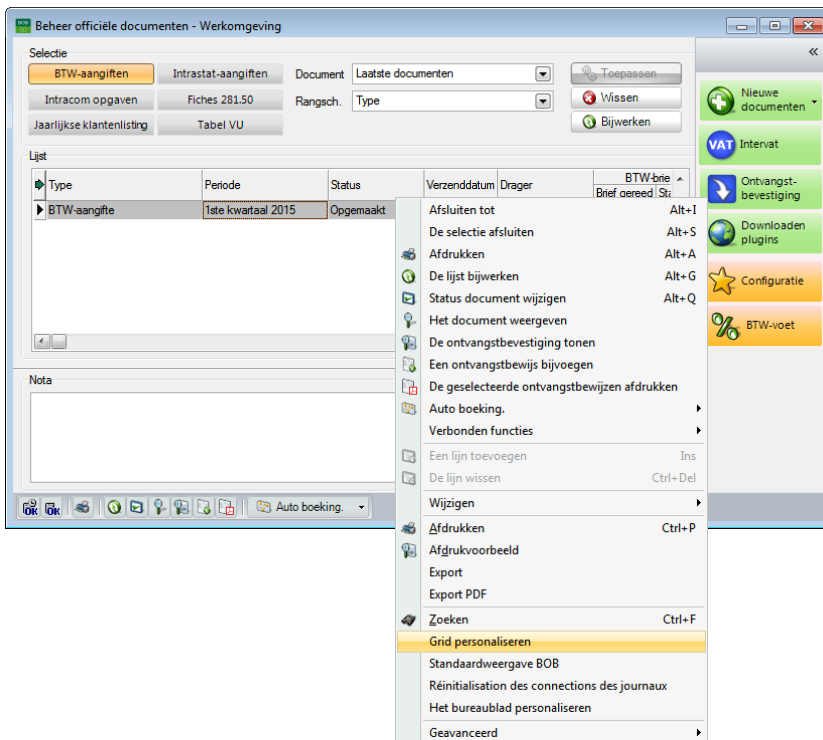 BOB
Beheer officiële documenten - Werkomgeving
Selectie
BTW-aangiften Intrastat-aangiften Document Laatste documenten Toepassen
Intracom opgaven Fiches 281.50 Rangsch. Type Wissen
Jaarlijkse klantenlisting Tabel VU Bijwerken
«
Nieuwe documenten
VAT Intervat
Ontvangst-
bevestiging
Downloaden
plugins
Configuratie
BTW-voet
Lijst
Type Periode Status Verzenddatum Drager BTW-brie
Brief gereed Sta
BTW-aangifte 1ste kwartaal 2015 Opgemaakt
Nota
OK OK Auto boeking.
Afsluiten tot Alt+I
De selectie afsluiten Alt+S
Afdrukken Alt+A
De lijst bijwerken Alt+G
Status document wijzigen Alt+Q
Het document weergeven
De ontvangstbevestiging tonen
Een ontvangstbewijs bijvoegen
De geselecteerde ontvangstbewijzen afdrukken
Auto boeking.
Verbonden functies
Een lijn toevoegen Ins
De lijn wissen Ctrl+Del
Wijzigen
Afdrukken Ctrl+P
Afdrukvoorbeeld
Export
Export PDF
Zoeken Ctrl+F
Grid personaliseren
Standaardweergave BOB
Réinitialisation des connections des journaux
Het bureaublad personaliseren
Geavanceerd